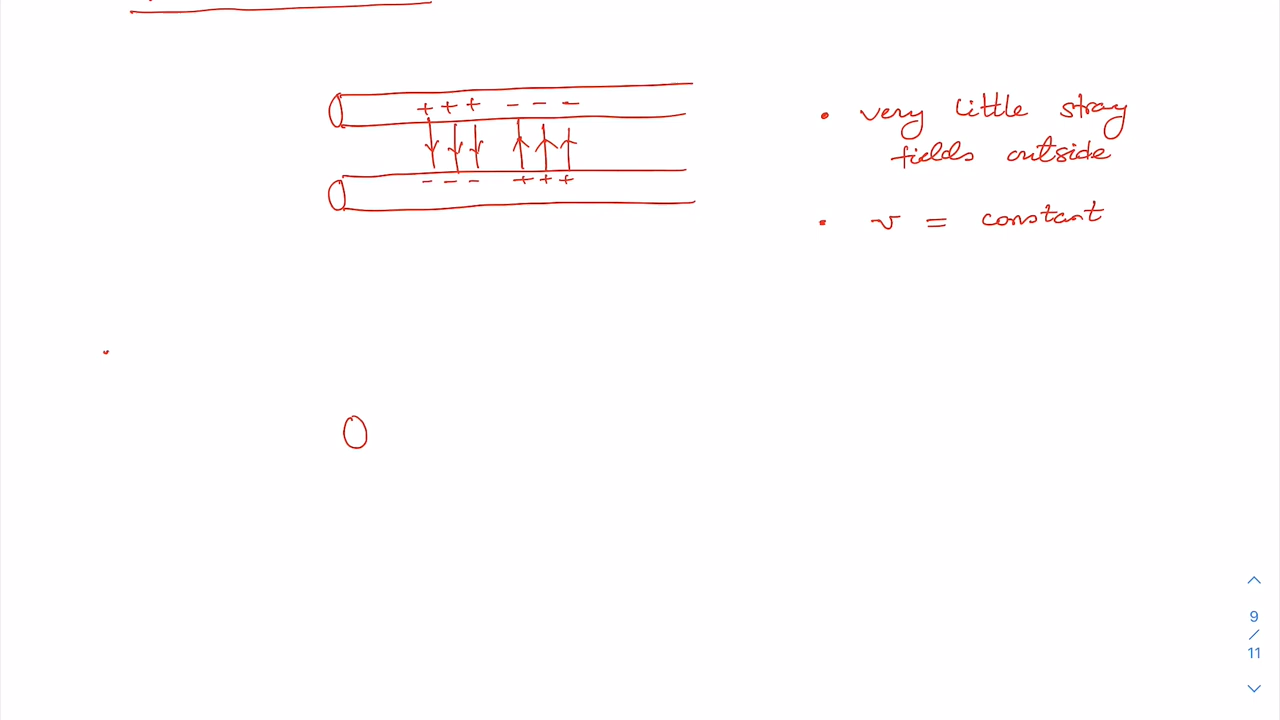 + + + - - -
- - - + + +
• very little stray
fields outside
• v = constant
9
/
11